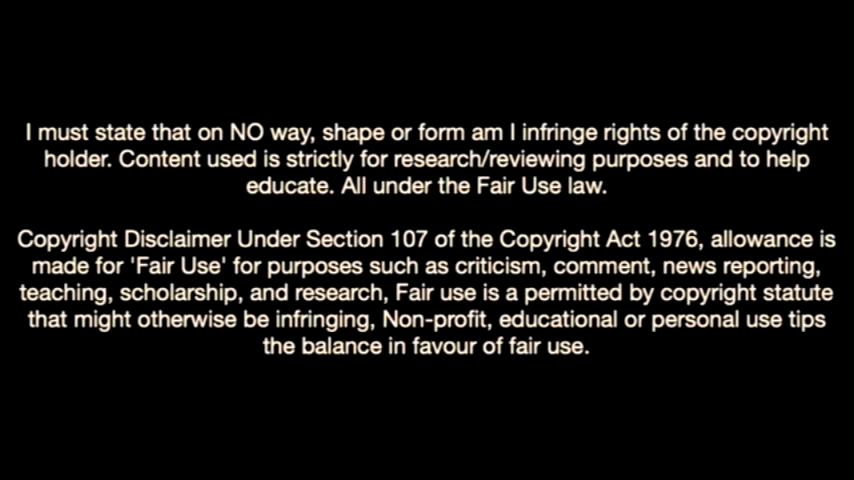 I must state that on NO way, shape or form am I infringe rights of the copyright
holder. Content used is strictly for research/reviewing purposes and to help
educate. All under the Fair Use law.
Copyright Disclaimer Under Section 107 of the Copyright Act 1976, allowance is
made for 'Fair Use' for purposes such as criticism, comment, news reporting,
teaching, scholarship, and research, Fair use is a permitted by copyright statute
that might otherwise be infringing, Non-profit, educational or personal use tips
the balance in favour of fair use.